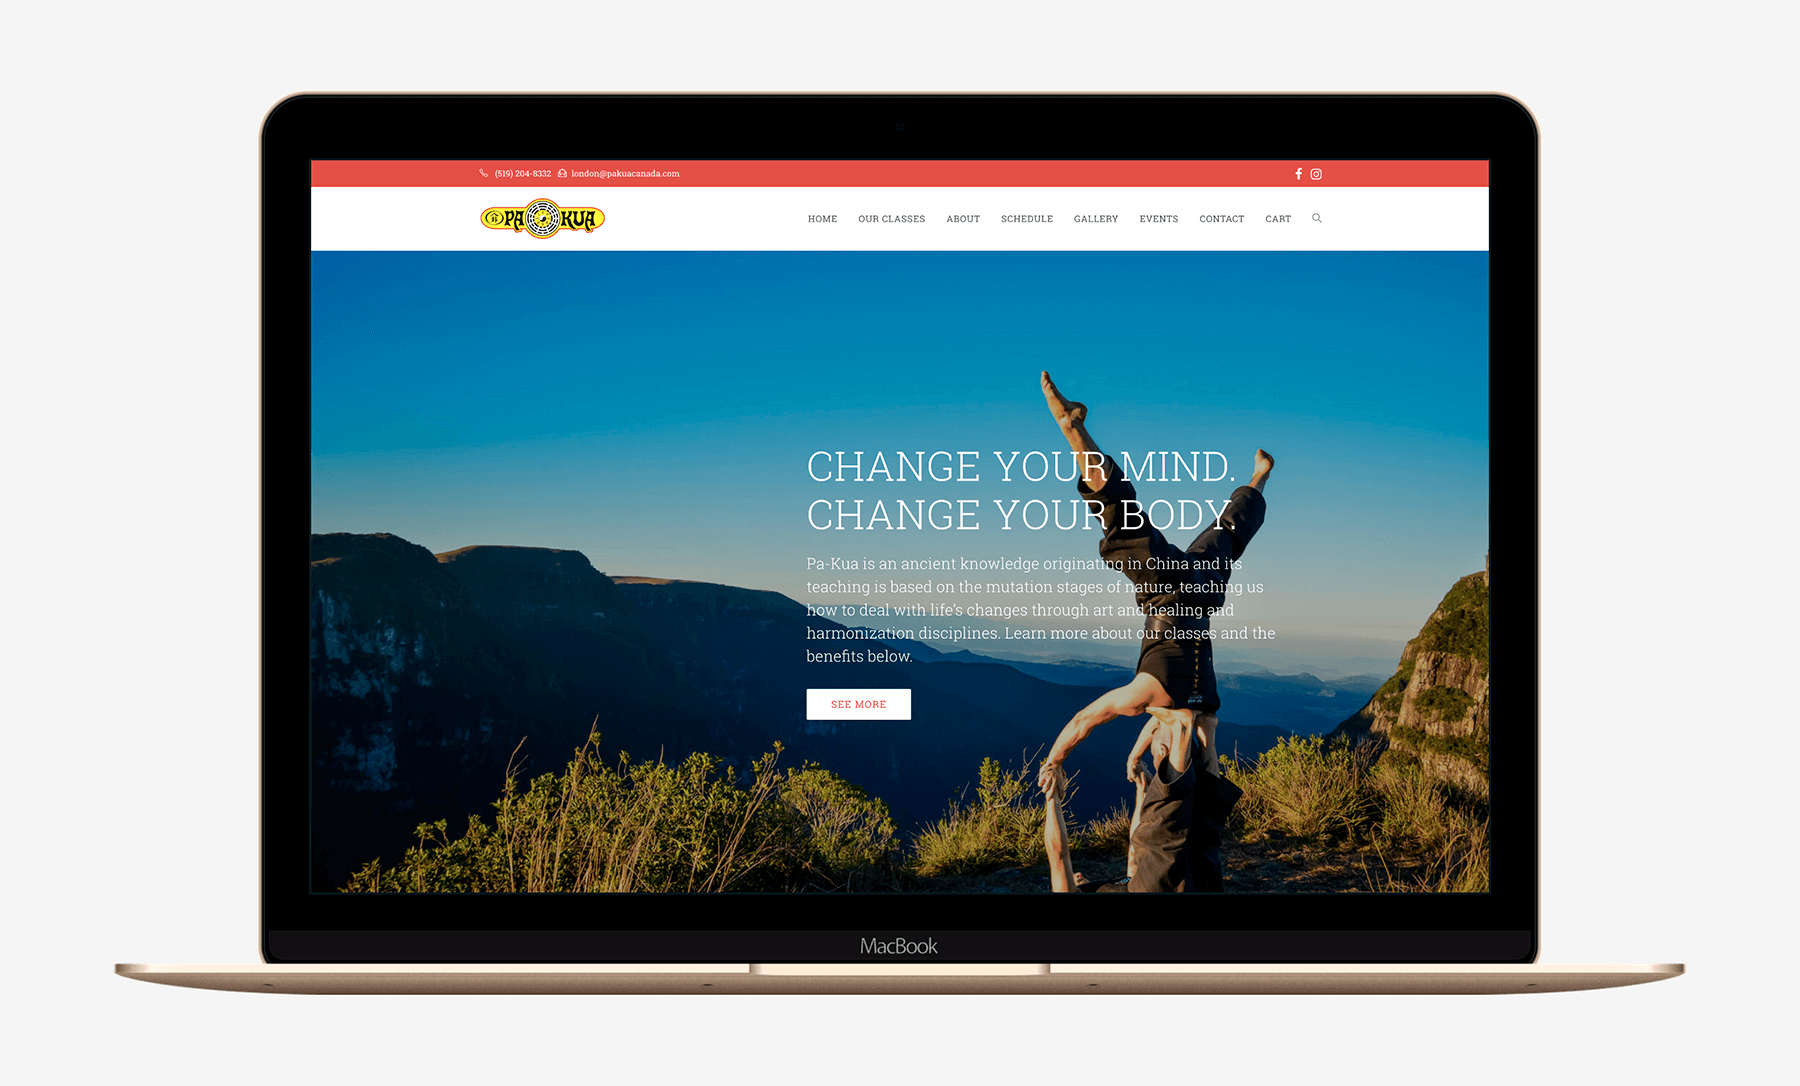 (519) 204-8332 london@pakuacanada.com
PA KUA
HOME OUR CLASSES ABOUT SCHEDULE GALLERY EVENTS CONTACT CART
CHANGE YOUR MIND.
CHANGE YOUR BODY.
Pa-Kua is an ancient knowledge originating in China and its
teaching is based on the mutation stages of nature, teaching us
how to deal with life's changes through art and healing and
harmonization disciplines. Learn more about our classes and the
benefits below.
SEE MORE
MacBook